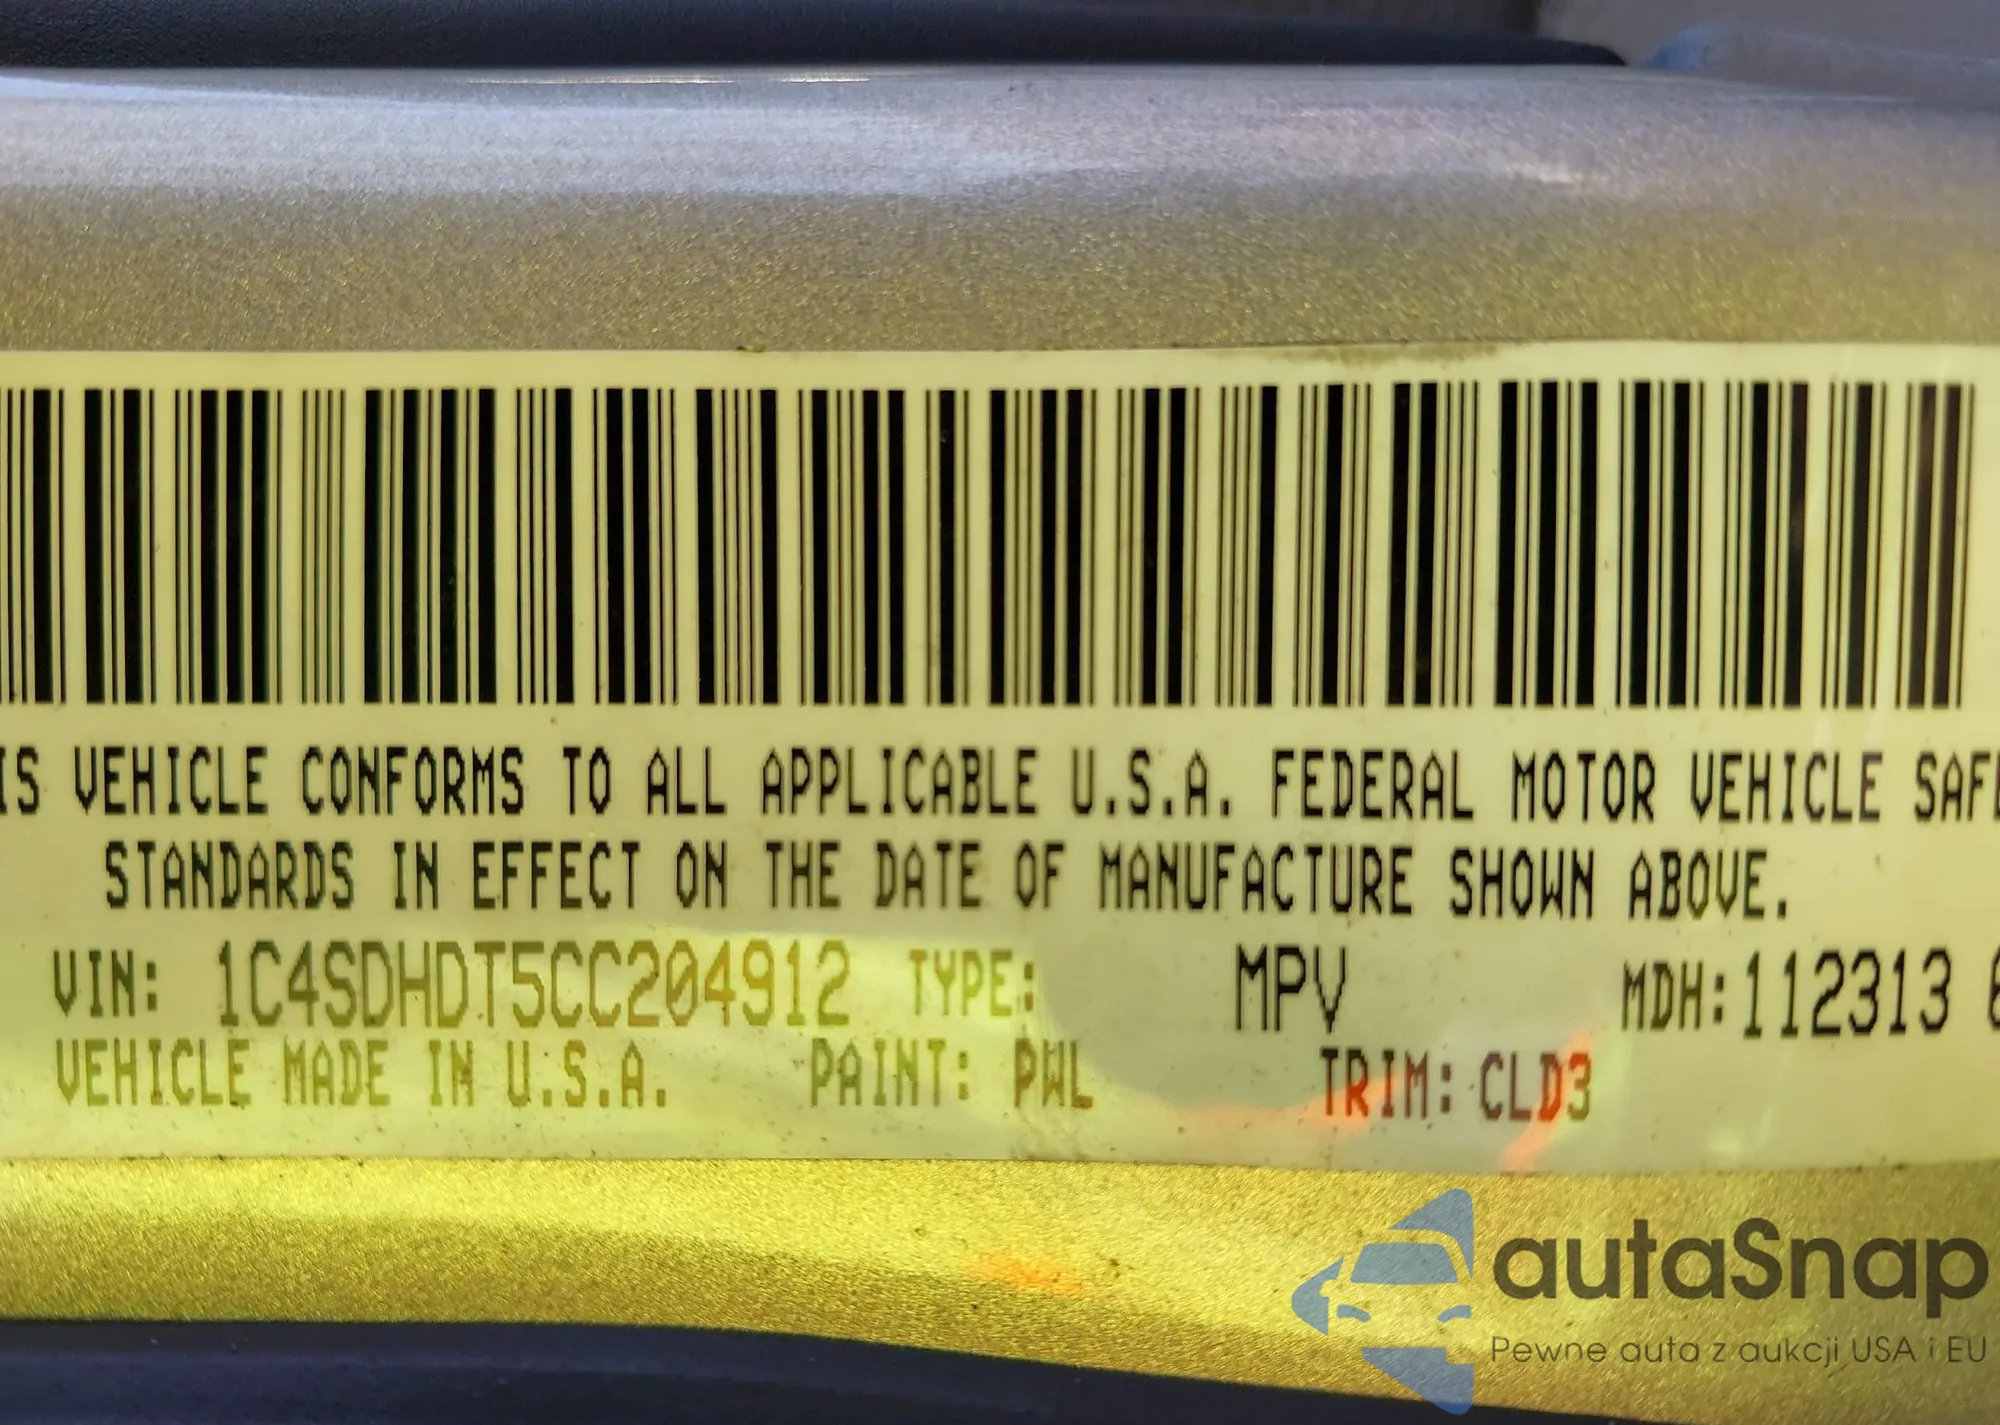 IS VEHICLE CONFORMS TO ALL APPLICABLE U.S.A. FEDERAL MOTOR VEHICLE SAFE
STANDARDS IN EFFECT ON THE DATE OF MANUFACTURE SHOWN ABOVE.
VIN: 1C4SDHDT5CC204912 TYPE: MPV MDH:112313 6
VEHICLE MADE IN U.S.A. PAINT: PWL TRIM: CLD3
autaSnap
Pewne auta z aukcji USA i EU